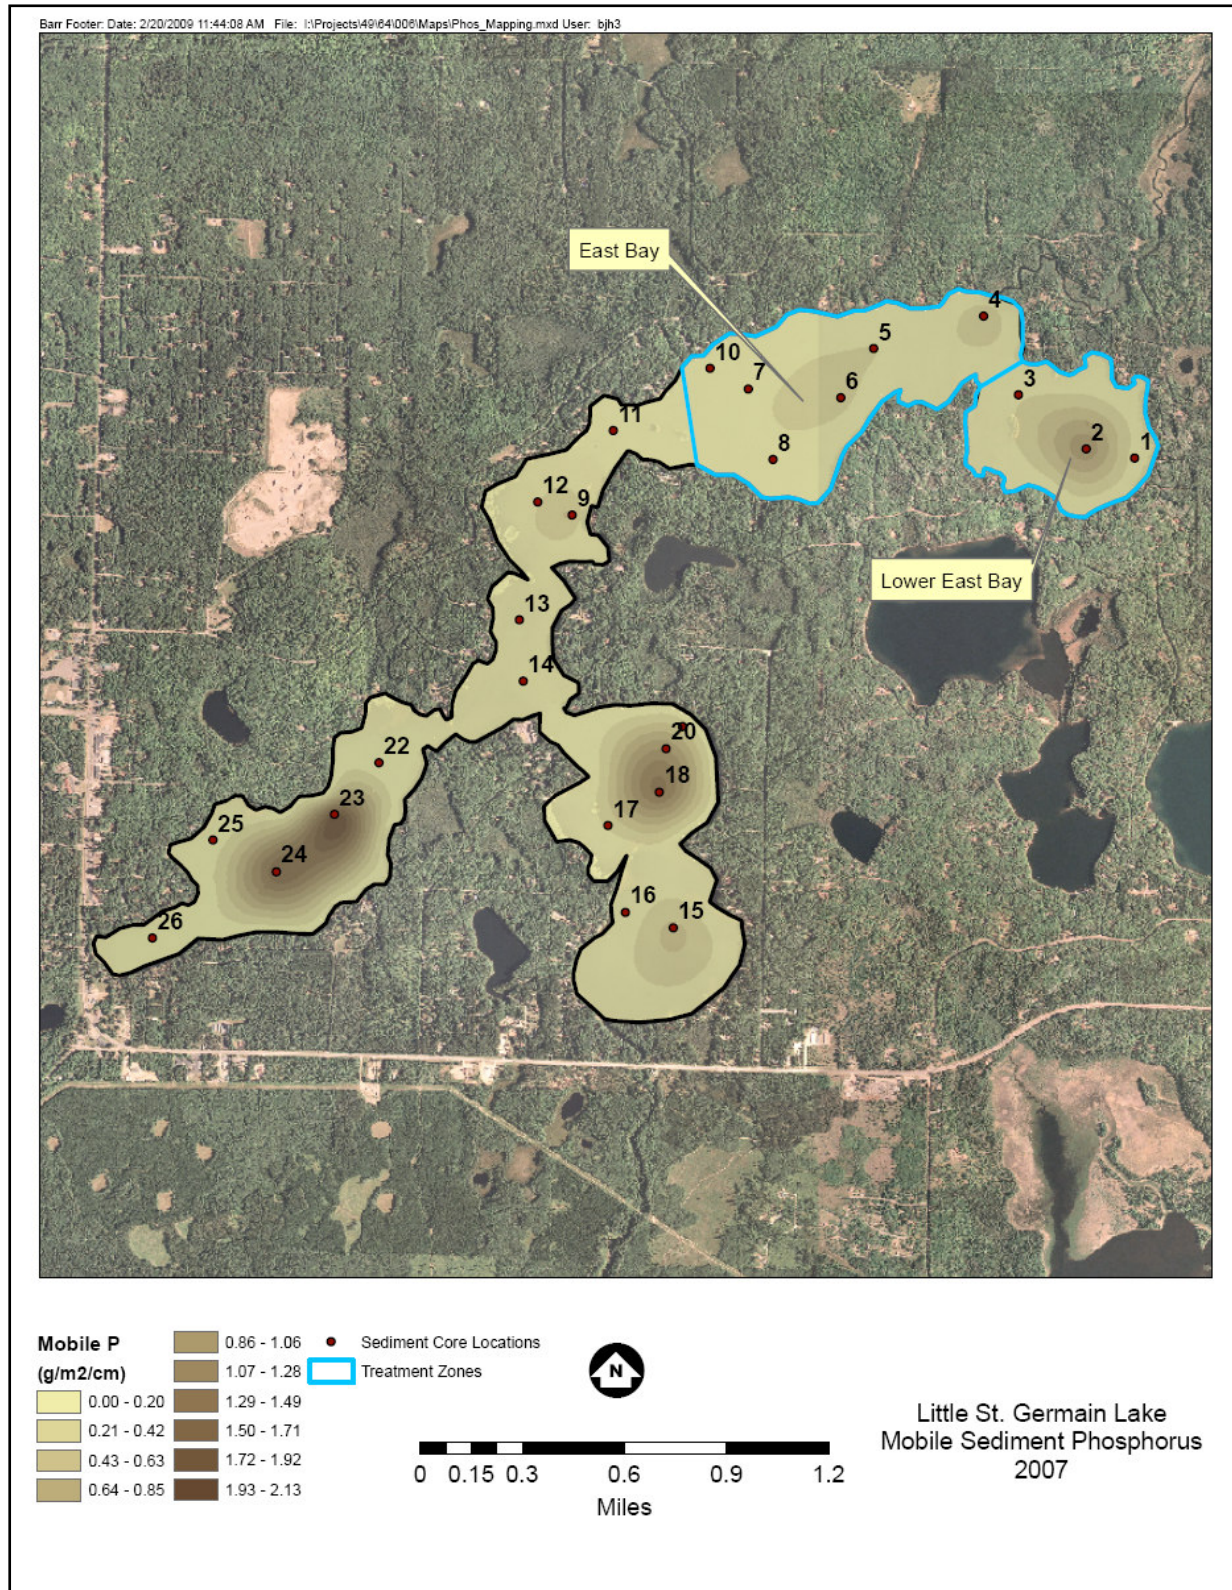 Barr Footer: Date: 2/20/2009 11:44:08 AM File: I:\Projects\49\64\006\Maps\Phos_Mapping.mxd User: bjh3
East Bay
4
5
10
7
6
3
11
8
2
1
12
9
Lower East Bay
13
14
20
22
18
23
17
25
24
16
15
26
Mobile P
(g/m2/cm)
0.00 - 0.20
0.21 - 0.42
0.43 - 0.63
0.64 - 0.85
0.86 - 1.06
1.07 - 1.28
1.29 - 1.49
1.50 - 1.71
1.72 - 1.92
1.93 - 2.13
Sediment Core Locations
Treatment Zones
N
0 0.15 0.3 0.6 0.9 1.2
Miles
Little St. Germain Lake
Mobile Sediment Phosphorus
2007